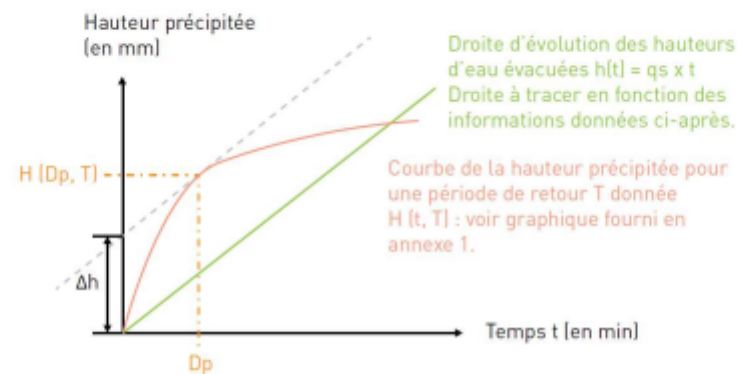 Hauteur précipitée
(en mm)
Droite d'évolution des hauteurs
d'eau évacuées h(t) = qs x t
Droite à tracer en fonction des
informations données ci-après.
H (Dp, T)
Courbe de la hauteur précipitée pour
une période de retour T donnée
H (t, T) : voir graphique fourni en
annexe 1.
Δh
Temps t (en min)
Dp